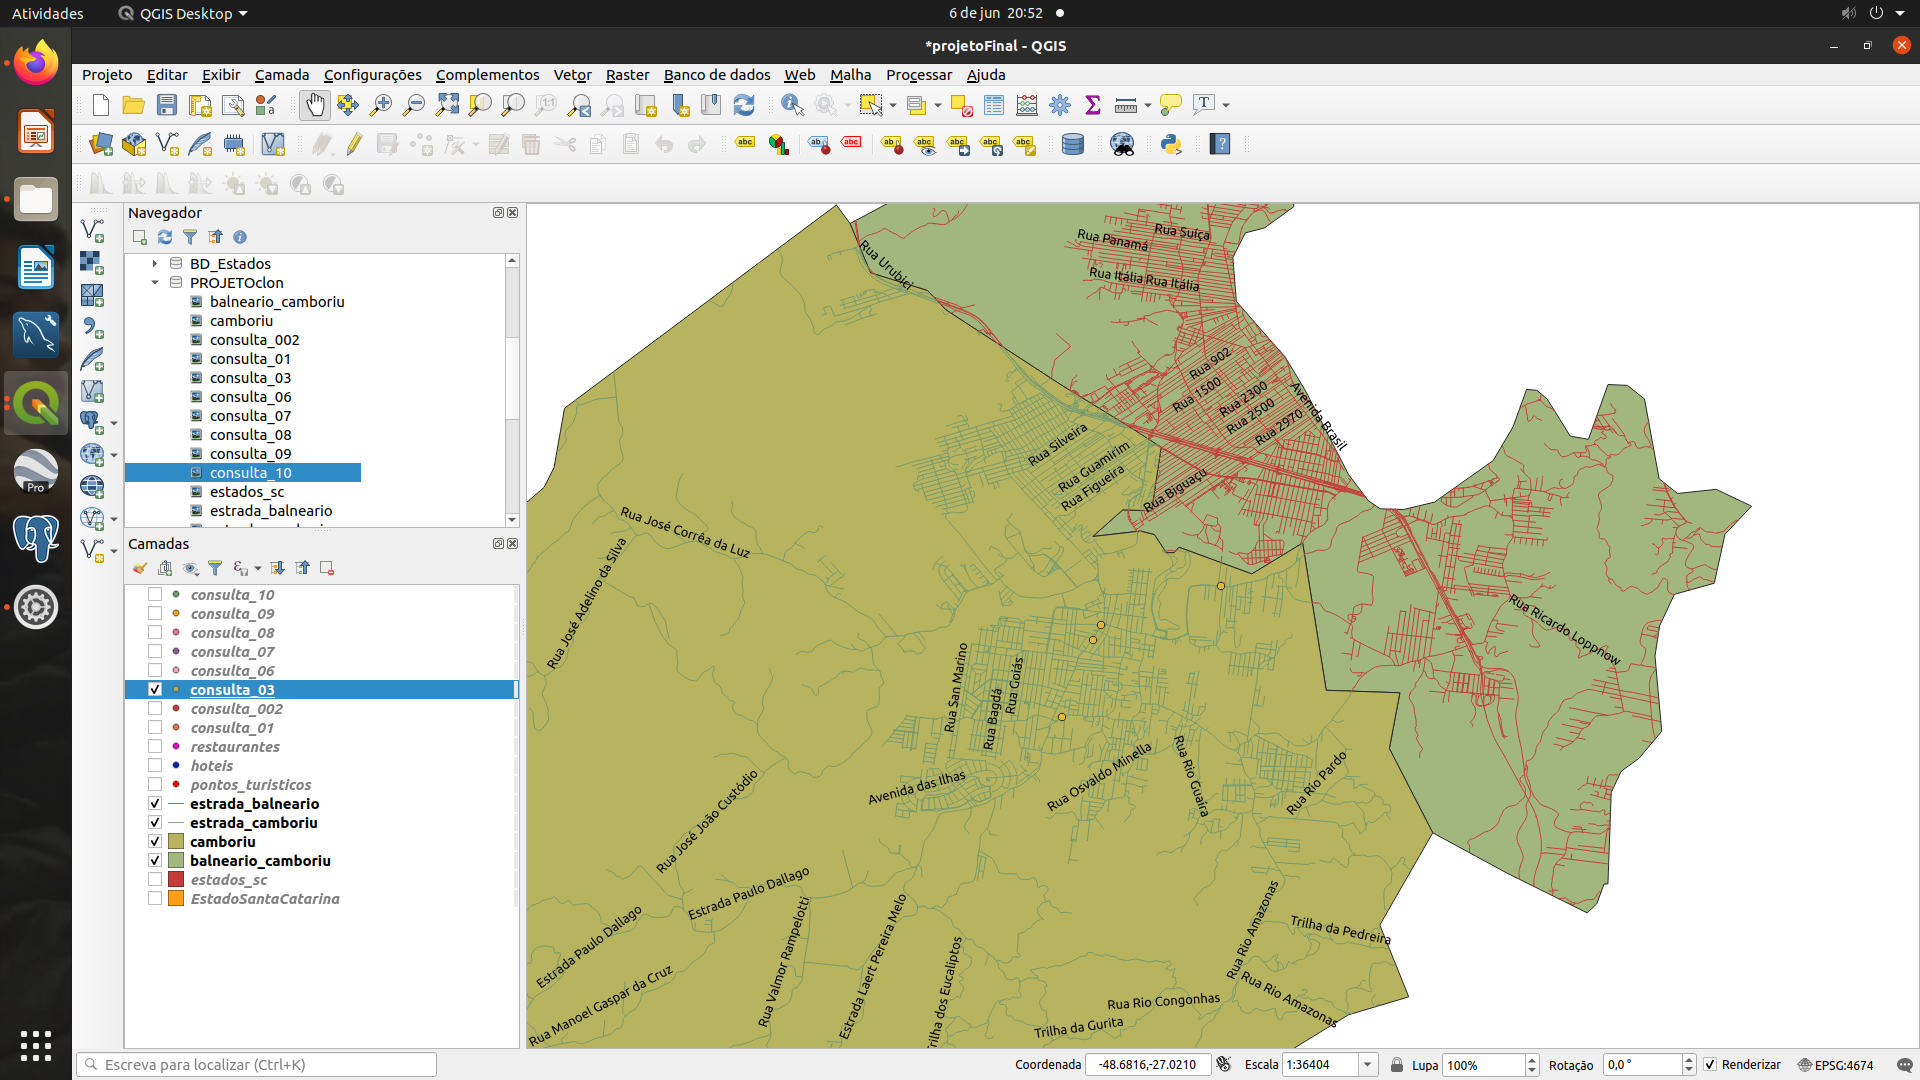 Atividades
QGIS Desktop
6 de jun 20:52
*projetoFinal - QGIS
Projeto Editar Exibir Camada Configurações Complementos Vetor Raster Banco de dados Web Malha Processar Ajuda
Navegador
BD_Estados
PROJETOclon
balneario_camboriu
camboriu
consulta_002
consulta_01
consulta_03
consulta_06
consulta_07
consulta_08
consulta_09
consulta_10
estados_sc
estrada_balneario
Camadas
consulta_10
consulta_09
consulta_08
consulta_07
consulta_06
consulta_03
consulta_002
consulta_01
restaurantes
hoteis
pontos_turisticos
estrada_balneario
estrada_camboriu
camboriu
balneario_camboriu
estados_sc
EstadoSantaCatarina
Pro
Rua Urubici
Rua Panamá
Rua Suíça
Rua Itália Rua Itália
Rua 902
Rua 1500
Rua 2300
Rua 2500
Rua 2970
Avenida Brasil
Rua Silveira
Rua Guamirim
Rua Figueira
Rua Biguaçu
Rua José Corrêa da Luz
Rua José Adelino da Silva
Rua Ricardo Loppnow
Rua San Marino
Rua Bagdá
Rua Goiás
Avenida das Ilhas
Rua Osvaldo Minella
Rua Rio Guaíra
Rua Rio Pardo
Rua José João Custódio
Estrada Paulo Dallago
Estrada Paulo Dallago
Rua Manoel Gaspar da Cruz
Rua Valmor Rampelotti
Estrada Laert Pereira Melo
Trilha dos Eucaliptos
Rua Rio Amazonas
Trilha da Pedreira
Rua Rio Amazonas
Rua Rio Congonhas
Trilha da Gurita
Escreva para localizar (Ctrl+K)
Coordenada -48.6816,-27.0210 Escala 1:36404 Lupa 100% Rotação 0,0 ° Renderizar EPSG:4674